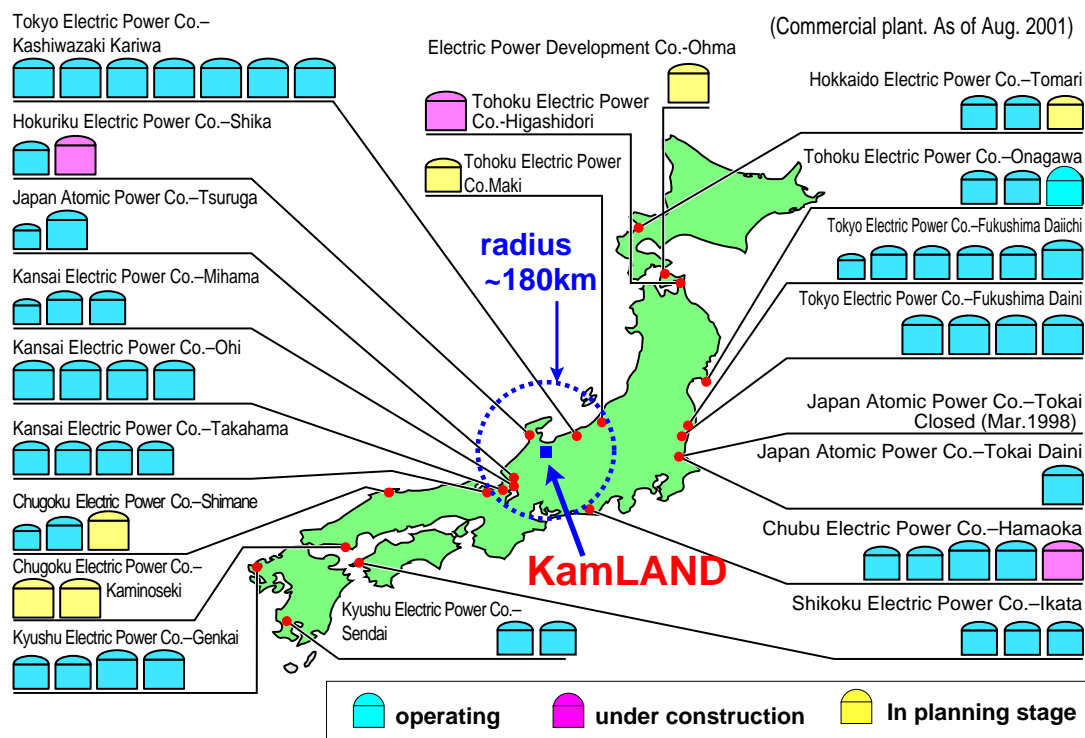 Tokyo Electric Power Co.–
Kashiwazaki Kariwa
Hokuriku Electric Power Co.–Shika
Japan Atomic Power Co.–Tsuruga
Kansai Electric Power Co.–Mihama
Kansai Electric Power Co.–Ohi
Kansai Electric Power Co.–Takahama
Chugoku Electric Power Co.–Shimane
Chugoku Electric Power Co.–
Kaminoseki
Kyushu Electric Power Co.–Genkai
Electric Power Development Co.-Ohma
Tohoku Electric Power
Co.-Higashidori
Tohoku Electric Power
Co.Maki
radius
~180km
KamLAND
Kyushu Electric Power Co.–
Sendai
(Commercial plant. As of Aug. 2001)
Hokkaido Electric Power Co.–Tomari
Tohoku Electric Power Co.–Onagawa
Tokyo Electric Power Co.–Fukushima Daiichi
Tokyo Electric Power Co.–Fukushima Daini
Japan Atomic Power Co.–Tokai
Closed (Mar.1998)
Japan Atomic Power Co.–Tokai Daini
Chubu Electric Power Co.–Hamaoka
Shikoku Electric Power Co.–Ikata
operating
under construction
In planning stage